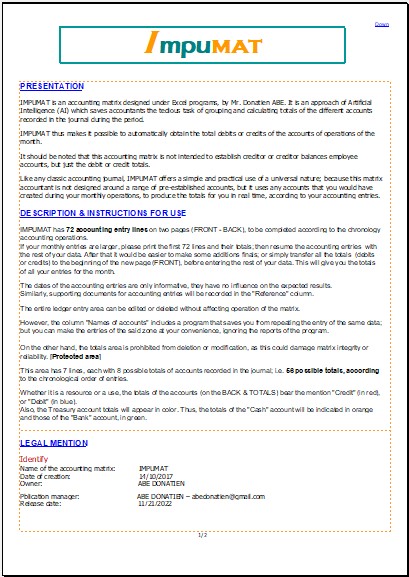 Down
IMPUMAT
PRESENTATION
IMPUMAT is an accounting matrix designed under Excel programs, by Mr. Donatien ABE. It is an approach of Artificial
Intelligence (AI) which saves accountants the tedious task of grouping and calculating totals of the different accounts
recorded in the journal during the period.
IMPUMAT thus makes it possible to automatically obtain the total debits or credits of the accounts of operations of the
month.
It should be noted that this accounting matrix is not intended to establish creditor or creditor balances employee
accounts, but just the debit or credit totals.
Like any classic accounting journal, IMPUMAT offers a simple and practical use of a universal nature; because this matrix
accountant is not designed around a range of pre-established accounts, but it uses any accounts that you would have
created during your monthly operations, to produce the totals for you in real time, according to your accounting entries.
DESCRIPTION & INSTRUCTIONS FOR USE
IMPUMAT has 72 accounting entry lines on two pages (FRONT - BACK), to be completed according to the chronology
accounting operations.
If your monthly entries are larger, please print the first 72 lines and their totals; then resume the accounting entries with
the rest of your data. After that it would be easier to make some additions finals; or simply transfer all the totals (debits
or credits) to the beginning of the new page (FRONT), before entering the rest of your data. This will give you the totals
of all your entries for the month.
The dates of the accounting entries are only informative, they have no influence on the expected results.
Similarly, supporting documents for accounting entries will be recorded in the "Reference" column.
The entire ledger entry area can be edited or deleted without affecting operation of the matrix.
However, the column "Names of accounts" includes a program that saves you from repeating the entry of the same data;
but you can make the entries of the said zone at your convenience, ignoring the reports of the program.
On the other hand, the totals area is prohibited from deletion or modification, as this could damage matrix integrity or
reliability. [Protected area]
This area has 7 lines, each with 8 possible totals of accounts recorded in the journal; i.e. 56 possible totals, according
to the chronological order of entries.
Whether it is a resource or a use, the totals of the accounts (on the BACK & TOTALS) bear the mention "Credit" (in red),
or "Debit" (in blue).
Also, the Treasury account totals will appear in color. Thus, the totals of the "Cash" account will be indicated in orange
and those of the "Bank" account, in green.
LEGAL MENTION
Identify
Name of the accounting matrix: IMPUMAT
Date of creation: 14/10/2017
Owner: ABE DONATIEN
Pblication manager: ABE DONATIEN – abedonatien@gmail.com
Release date: 11/21/2022
1/2